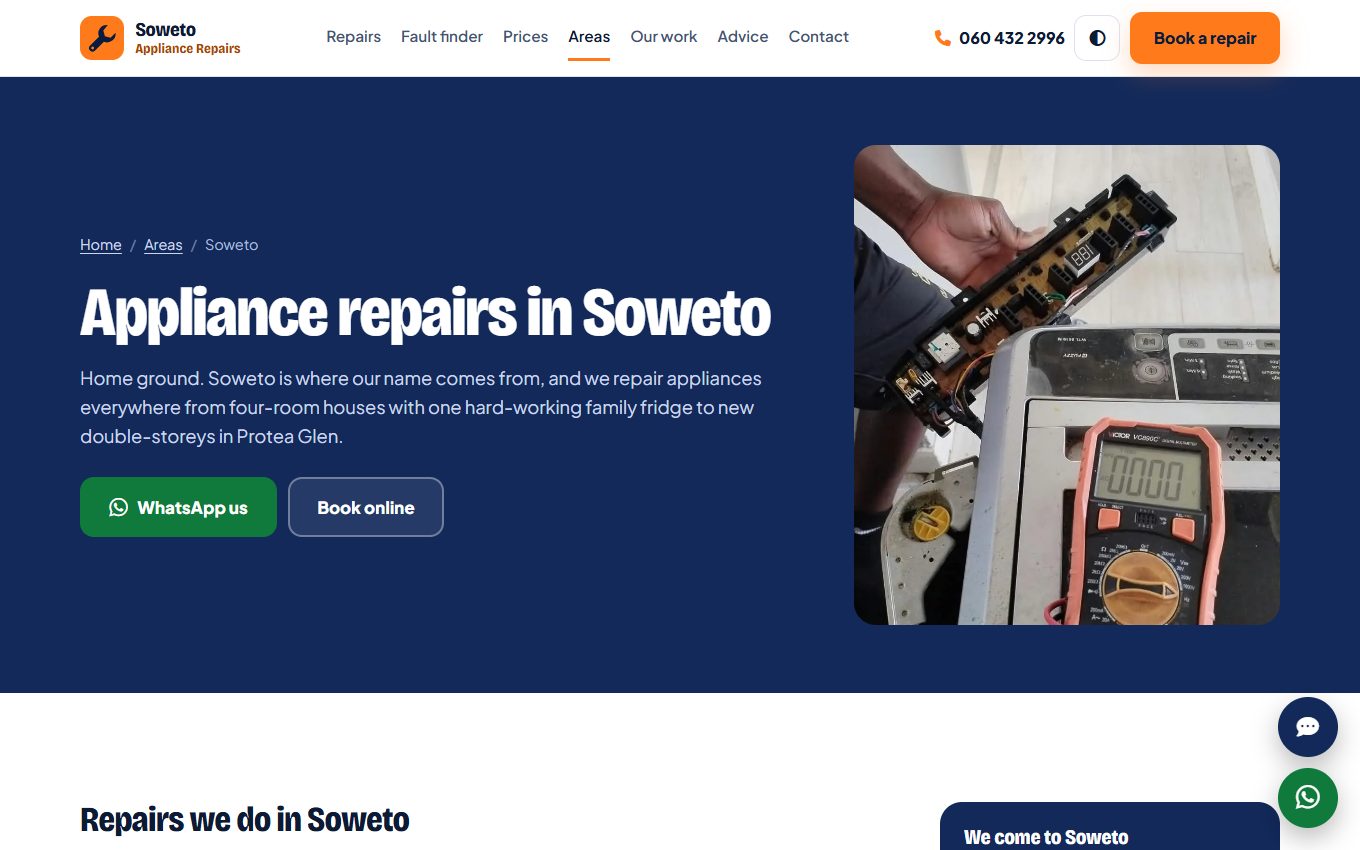 Soweto
Appliance Repairs
Repairs
Fault finder
Prices
Areas
Our work
Advice
Contact
060 432 2996
Book a repair
Home / Areas / Soweto
Appliance repairs in Soweto
Home ground. Soweto is where our name comes from, and we repair appliances
everywhere from four-room houses with one hard-working family fridge to new
double-storeys in Protea Glen.
WhatsApp us
Book online
VICTOR VC890C
0000
Repairs we do in Soweto
We come to Soweto